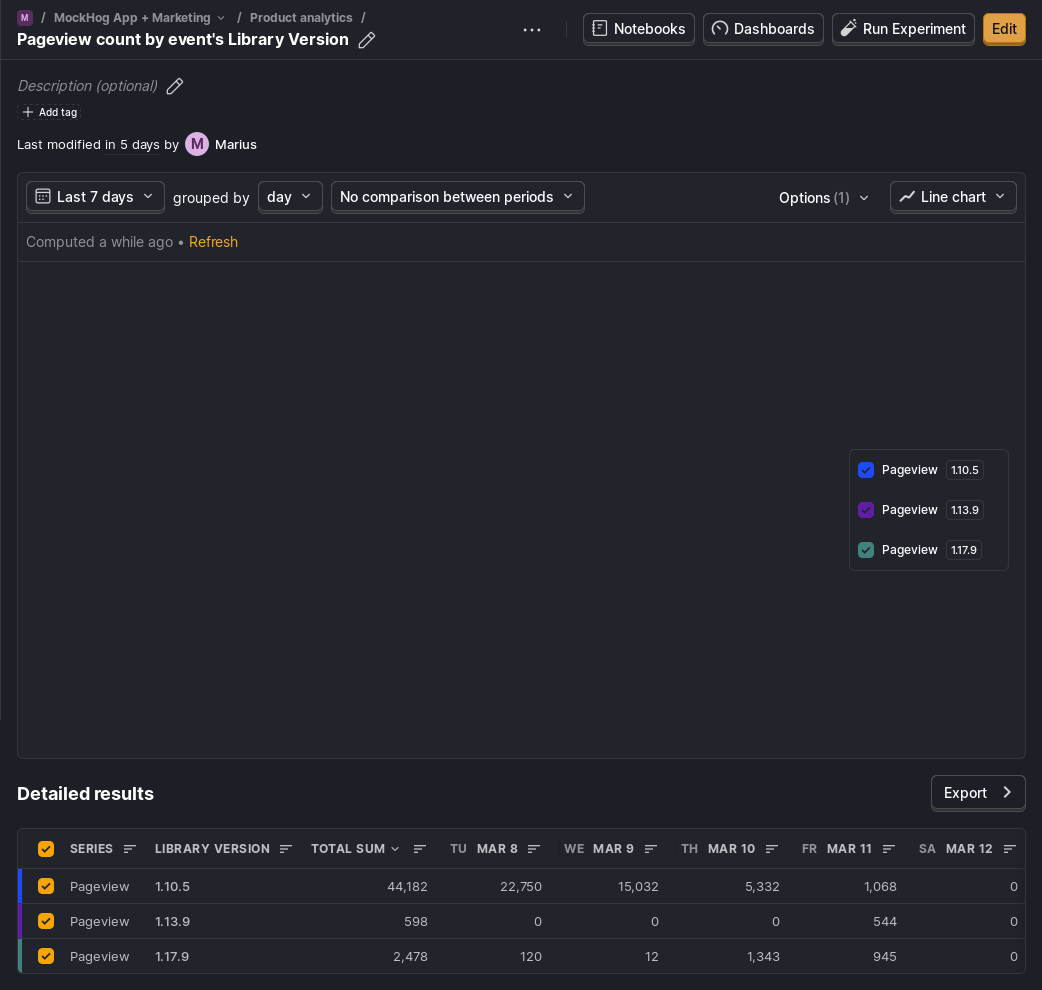 M / MockHog App + Marketing / Product analytics /
Pageview count by event's Library Version
Notebooks Dashboards Run Experiment Edit
Description (optional)
Add tag
Last modified in 5 days by M Marius
Last 7 days grouped by day No comparison between periods Options (1) Line chart
Computed a while ago • Refresh
Pageview 1.10.5
Pageview 1.13.9
Pageview 1.17.9
Detailed results Export
SERIES LIBRARY VERSION TOTAL SUM TU MAR 8 WE MAR 9 TH MAR 10 FR MAR 11 SA MAR 12
Pageview 1.10.5 44,182 22,750 15,032 5,332 1,068 0
Pageview 1.13.9 598 0 0 0 544 0
Pageview 1.17.9 2,478 120 12 1,343 945 0